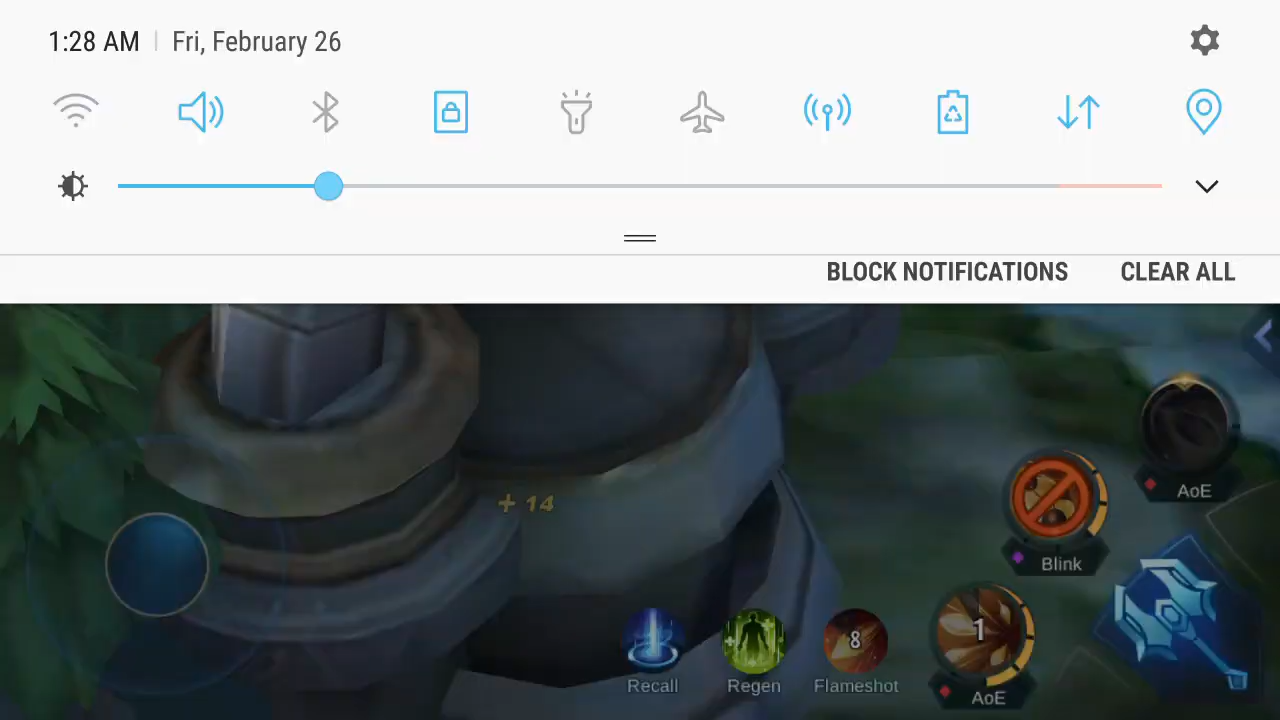 1:28 AM | Fri, February 26
BLOCK NOTIFICATIONS CLEAR ALL
+ 14
AoE
Blink
8
1
Recall Regen Flameshot
AoE